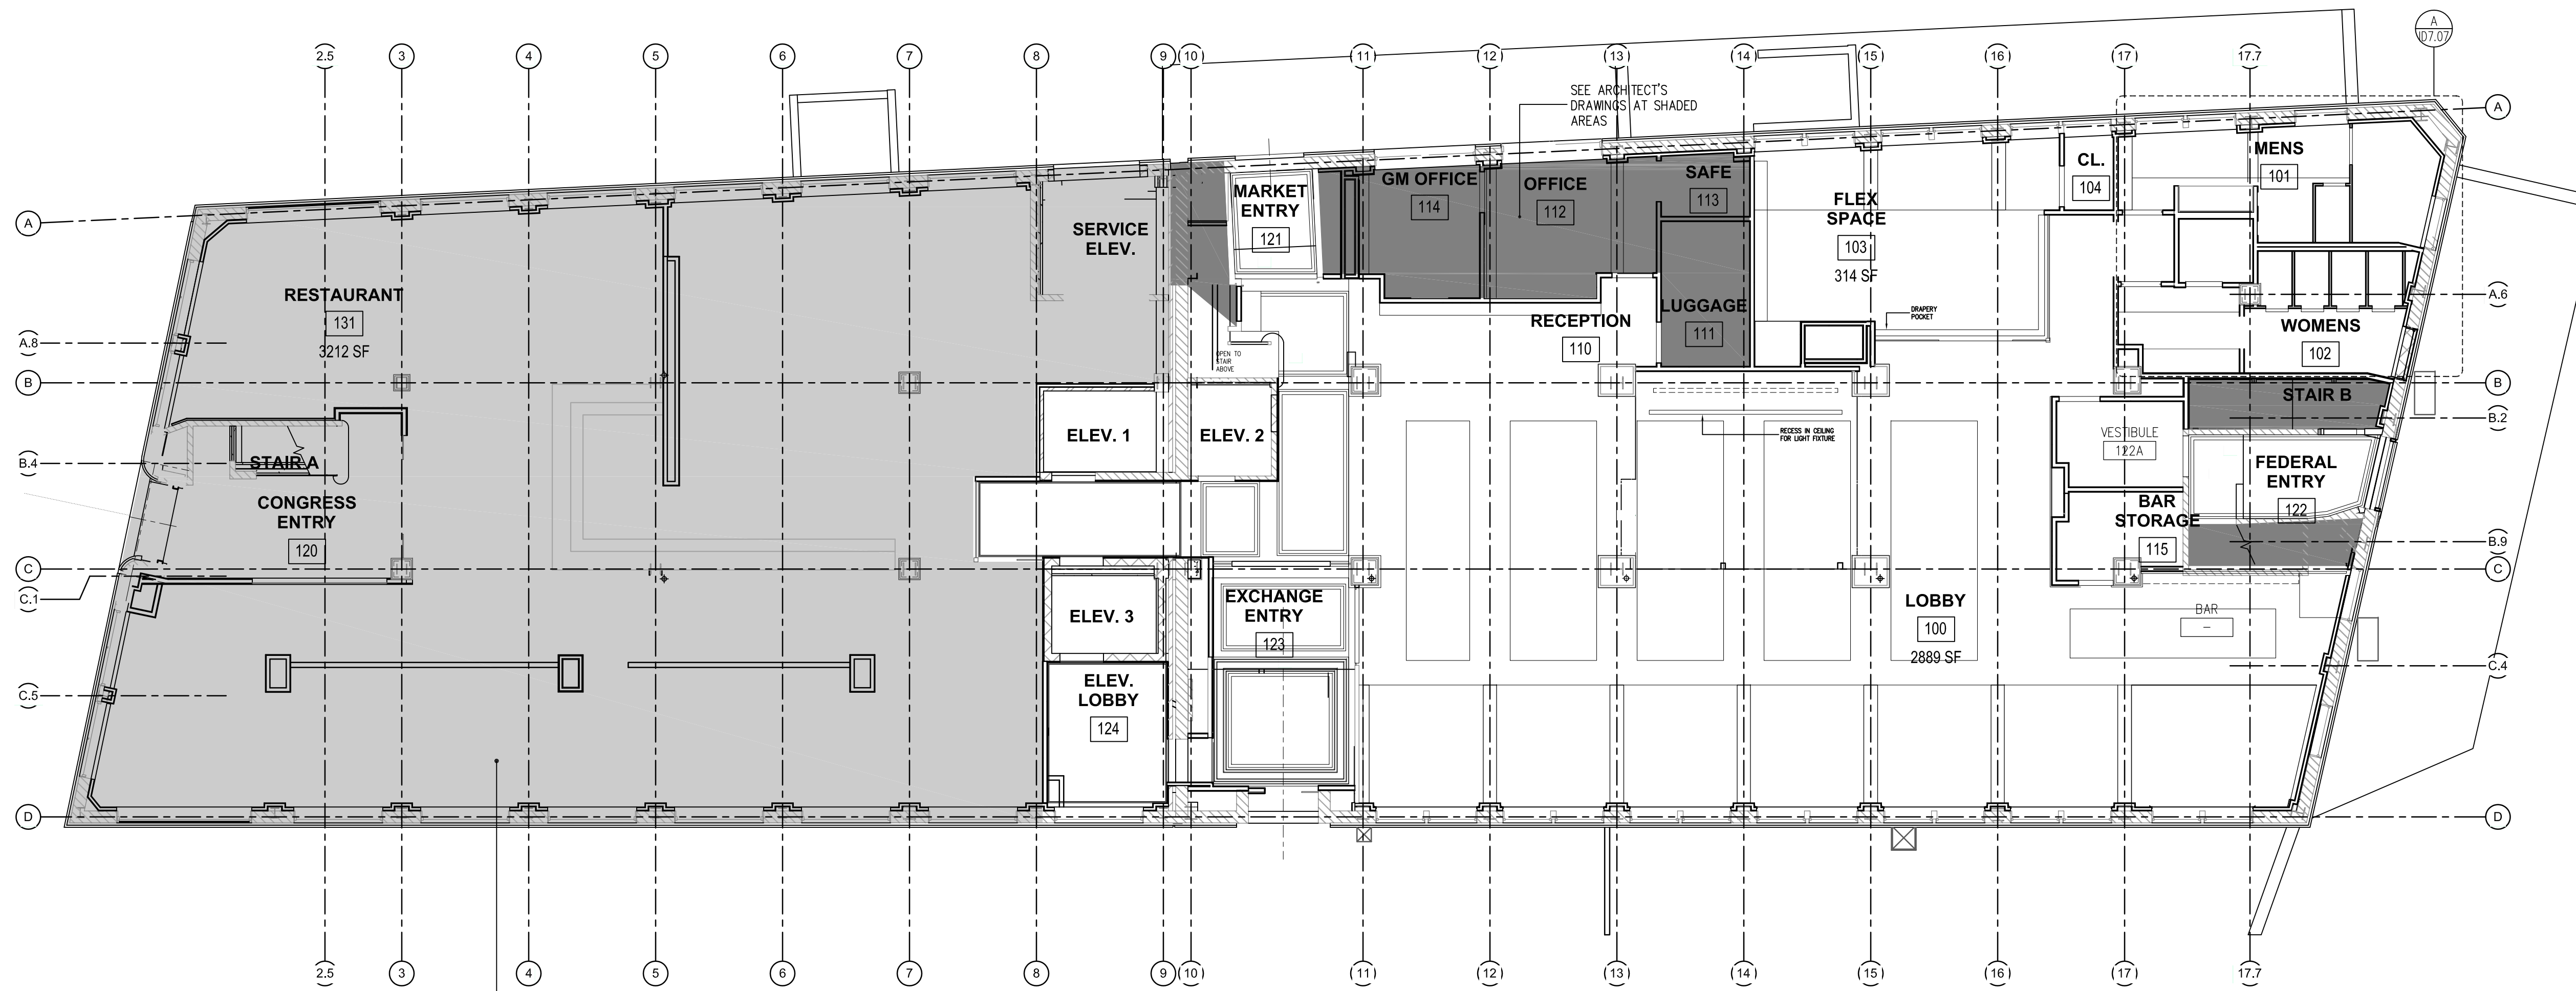 A
ID7.07
2.5
3
4
5
6
7
8
9
10
11
12
13
14
15
16
17
17.7
A
SEE ARCHITECT'S
DRAWINGS AT SHADED
AREAS
MENS
101
CL.
104
SAFE
113
GM OFFICE
114
OFFICE
112
MARKET
ENTRY
121
FLEX
SPACE
103
314 SF
A
SERVICE
ELEV.
RESTAURANT
131
3212 SF
A.6
LUGGAGE
111
DRAPERY
POCKET
RECEPTION
110
WOMENS
102
A.8
OPEN TO
STAIR
ABOVE
B
B
STAIR B
B.2
ELEV. 1
ELEV. 2
RECESS IN CEILING
FOR LIGHT FIXTURE
VESTIBULE
122A
B.4
STAIR A
FEDERAL
ENTRY
122
CONGRESS
ENTRY
120
BAR
STORAGE
115
B.9
C
C
C.1
EXCHANGE
ENTRY
123
ELEV. 3
LOBBY
100
2889 SF
BAR
-
C.4
ELEV.
LOBBY
124
C.5
D
D
2.5
3
4
5
6
7
8
9
10
11
12
13
14
15
16
17
17.7